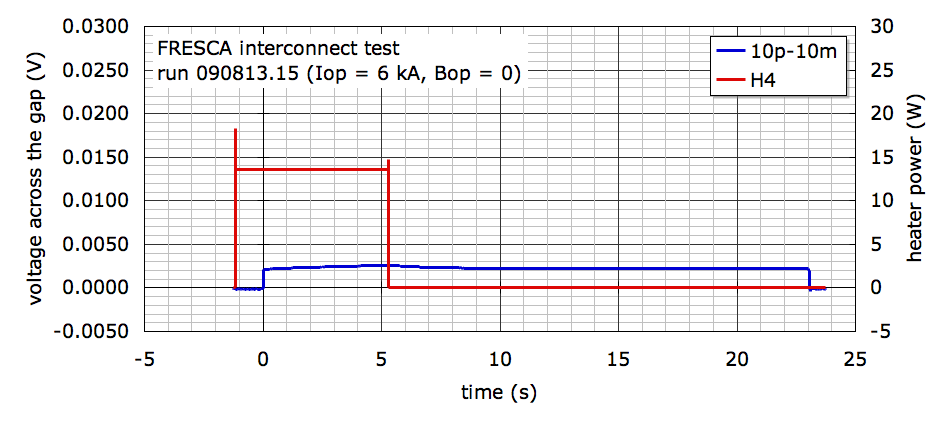 FRESCA interconnect test
run 090813.15 (Iop = 6 kA, Bop = 0)
10p-10m
H4
voltage across the gap (V)
0.0300
0.0250
0.0200
0.0150
0.0100
0.0050
0.0000
-0.0050
30
25
20
15
10
5
0
-5
heater power (W)
-5 0 5 10 15 20 25
time (s)